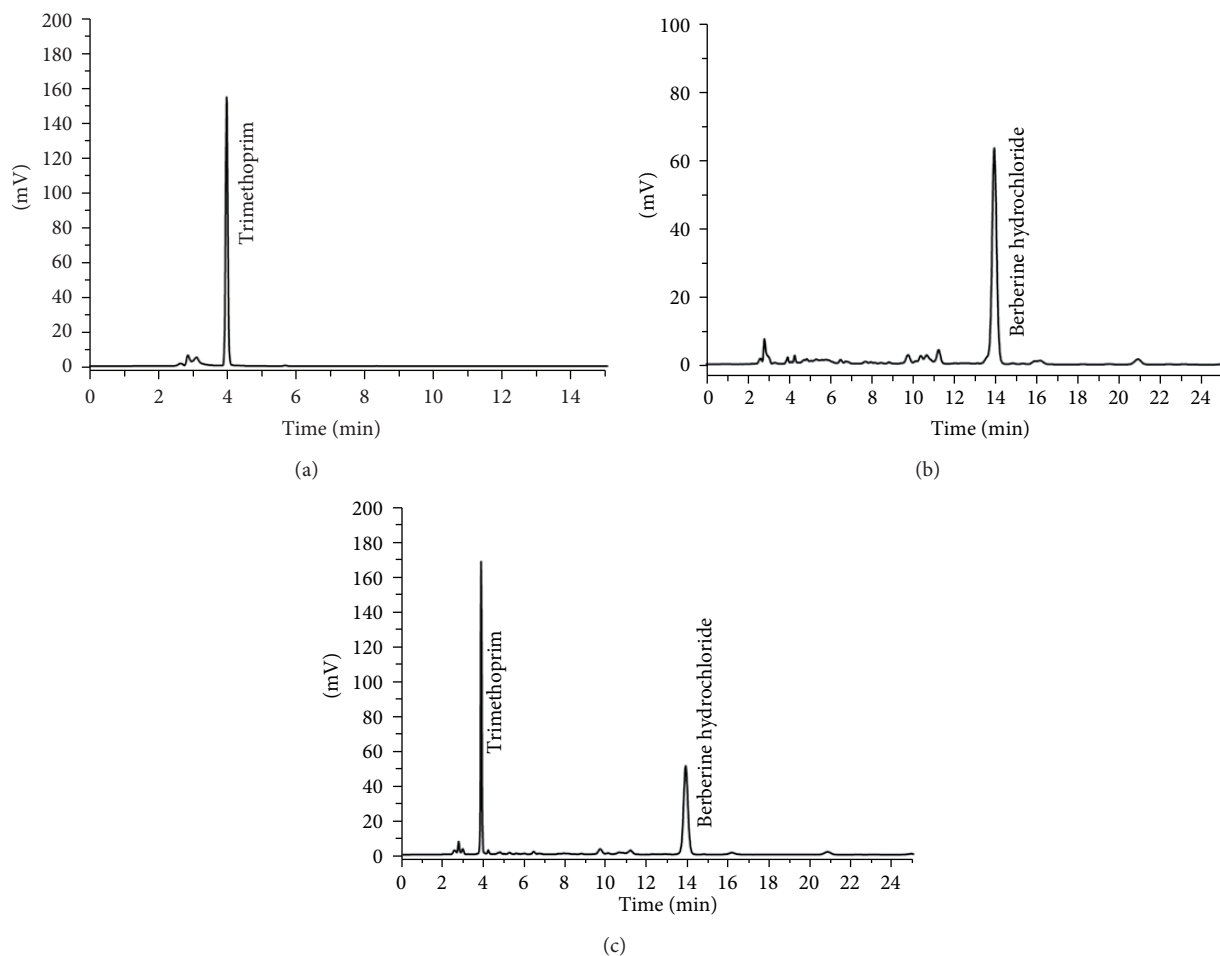 200
180
160
140
120
100
80
60
40
20
0
(mV)
Trimethoprim
0 2 4 6 8 10 12 14
Time (min)
(a)
100
80
60
40
20
0
(mV)
Berberine hydrochloride
0 2 4 6 8 10 12 14 16 18 20 22 24
Time (min)
(b)
200
180
160
140
120
100
80
60
40
20
0
(mV)
Trimethoprim
Berberine hydrochloride
0 2 4 6 8 10 12 14 16 18 20 22 24
Time (min)
(c)